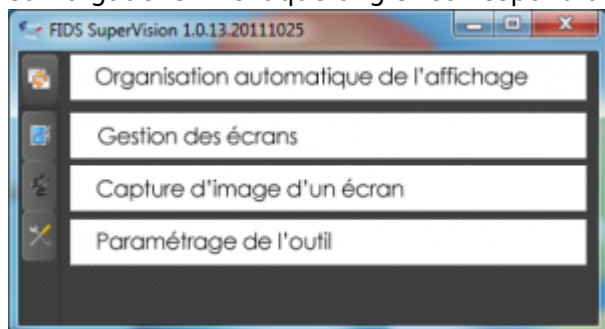 FIDS SuperVision 1.0.13.20111025
Organisation automatique de l'affichage
Gestion des écrans
Capture d'image d'un écran
Paramétrage de l'outil